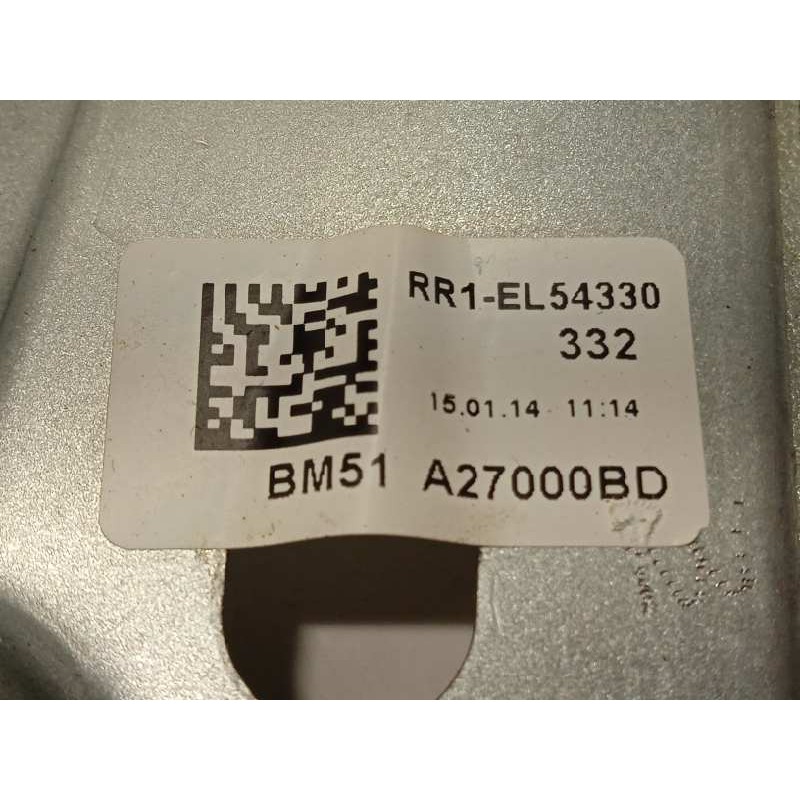 RR1-EL54330
332
15.01.14 11:14
BM51 A27000BD